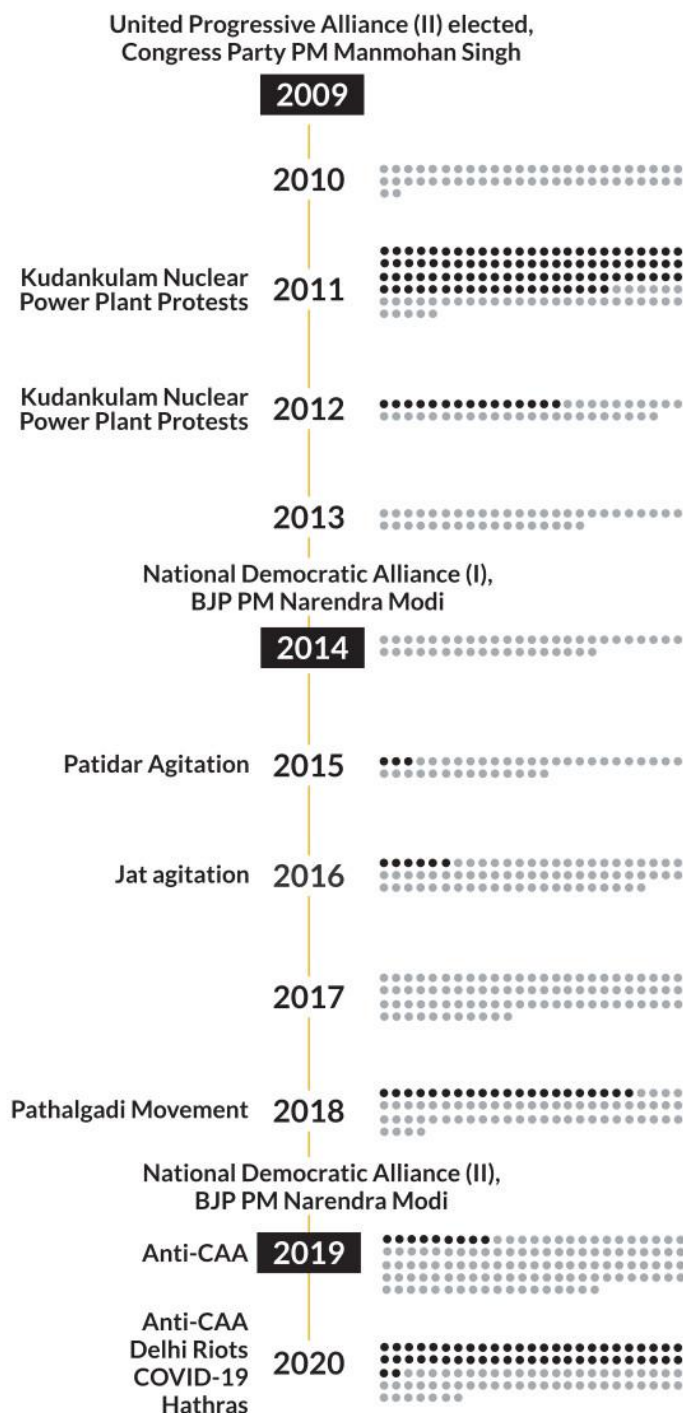 United Progressive Alliance (II) elected,
Congress Party PM Manmohan Singh
2009
2010
Kudankulam Nuclear
Power Plant Protests
2011
Kudankulam Nuclear
Power Plant Protests
2012
2013
National Democratic Alliance (I),
BJP PM Narendra Modi
2014
Patidar Agitation
2015
Jat agitation
2016
2017
Pathalgadi Movement
2018
National Democratic Alliance (II),
BJP PM Narendra Modi
Anti-CAA
2019
Anti-CAA
Delhi Riots
COVID-19
Hathras
2020